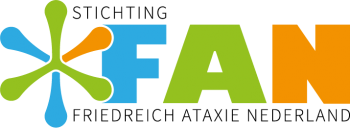 STICHTING
FAN
FRIEDREICH ATAXIE NEDERLAND